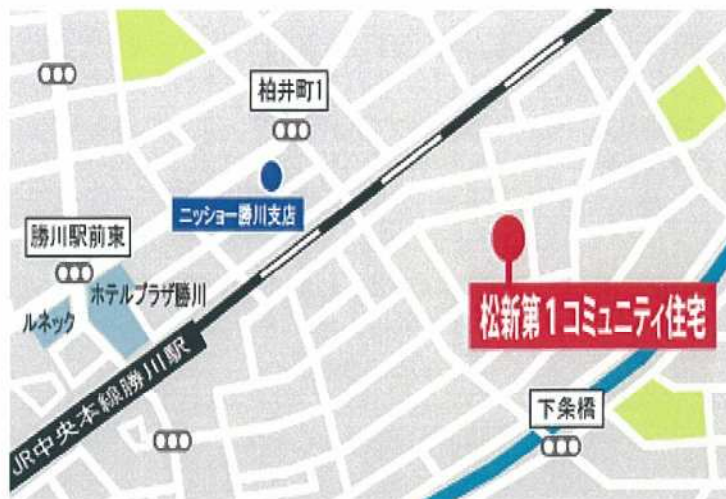 柏井町1
ニッショー勝川支店
勝川駅前東
ホテルプラザ勝川
ルネック
松新第1コミュニティ住宅
JR中央本線勝川駅
下条橋